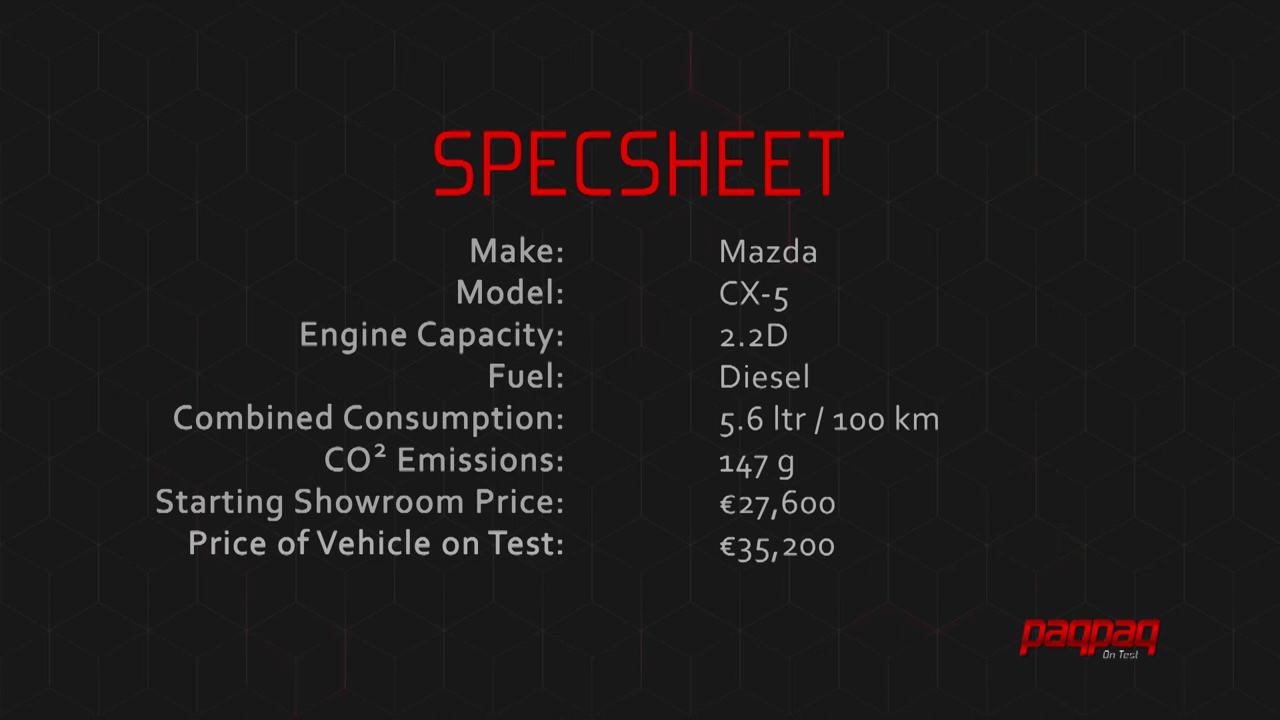 SPECSHEET
Make: Mazda
Model: CX-5
Engine Capacity: 2.2D
Fuel: Diesel
Combined Consumption: 5.6 ltr / 100 km
CO² Emissions: 147 g
Starting Showroom Price: €27,600
Price of Vehicle on Test: €35,200
paqpaq
On Test